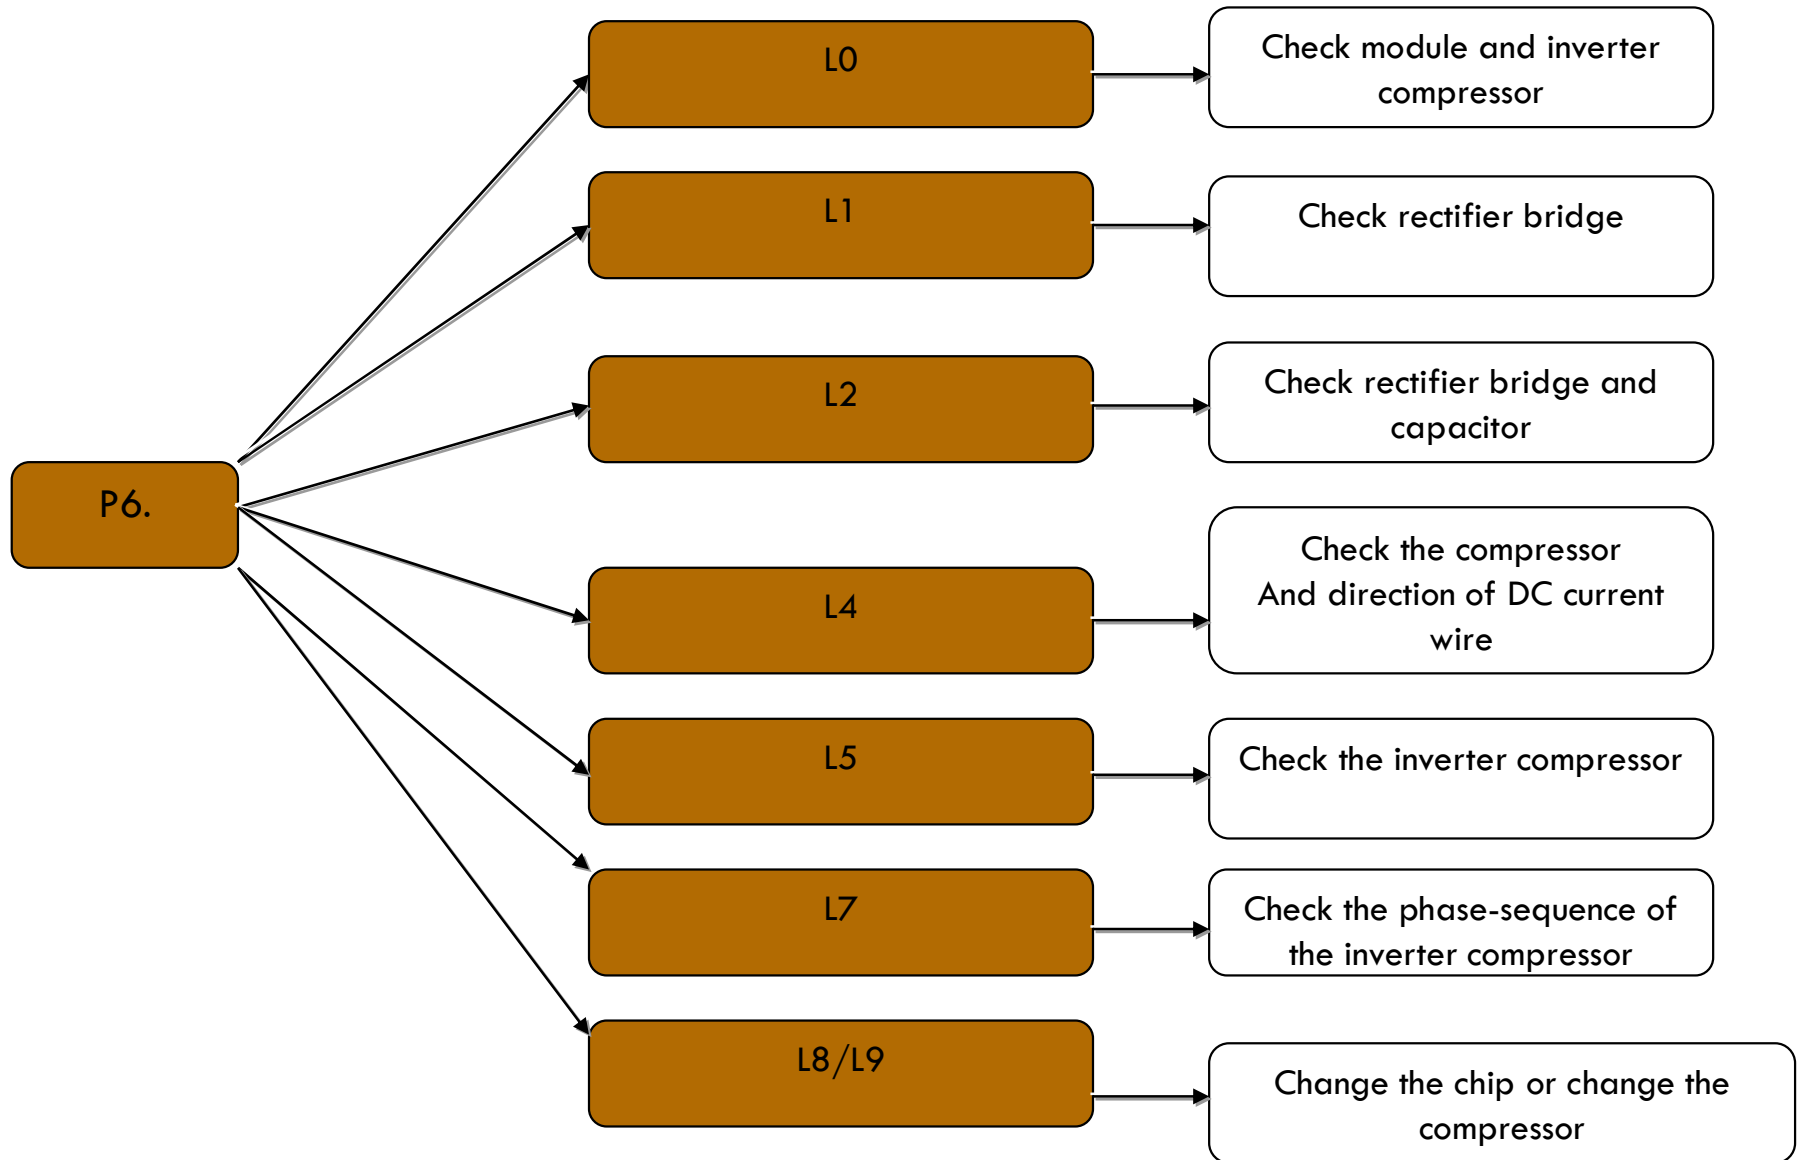 L0
Check module and inverter
compressor
L1
Check rectifier bridge
L2
Check rectifier bridge and
capacitor
P6.
L4
Check the compressor
And direction of DC current
wire
L5
Check the inverter compressor
L7
Check the phase-sequence of
the inverter compressor
L8/L9
Change the chip or change the
compressor